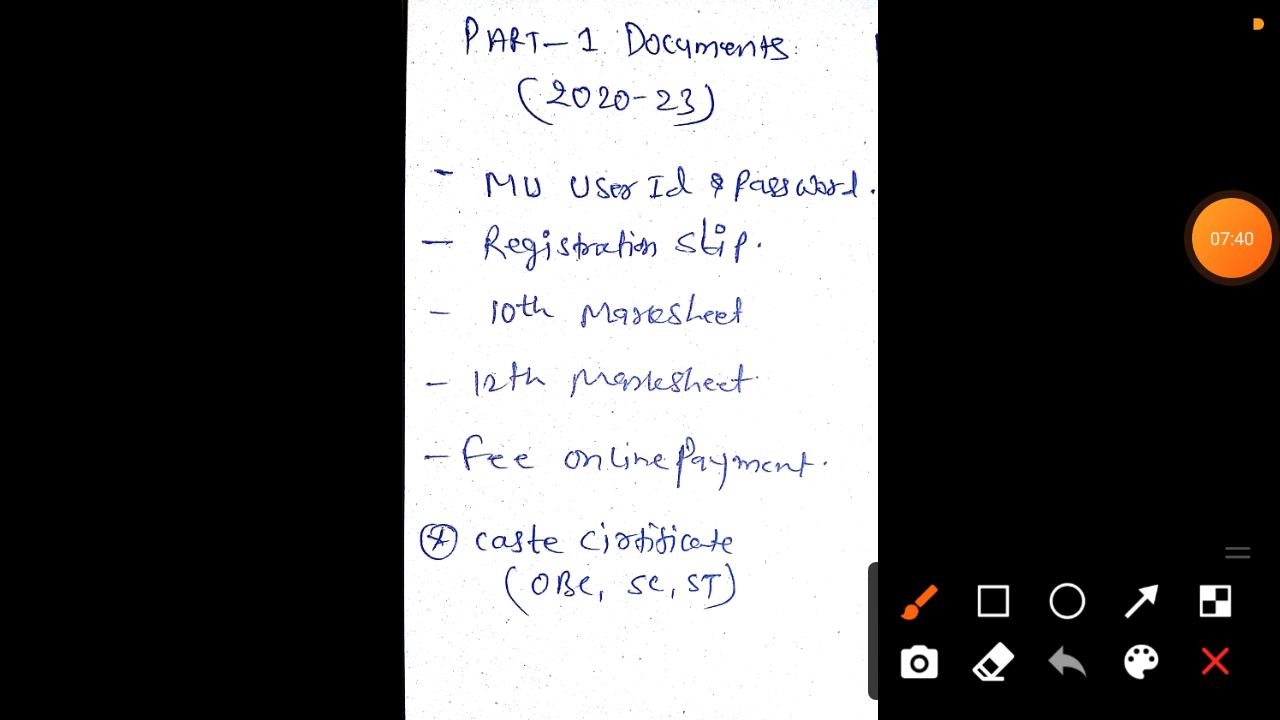 PART-1 Documents
(2020-23)
- MU User Id & Password.
- Registration Slip.
- 10th Marksheet
- 12th Marksheet
- Fee online Payment.
* Caste Cirtificate
(OBC, SC, ST)
07:40